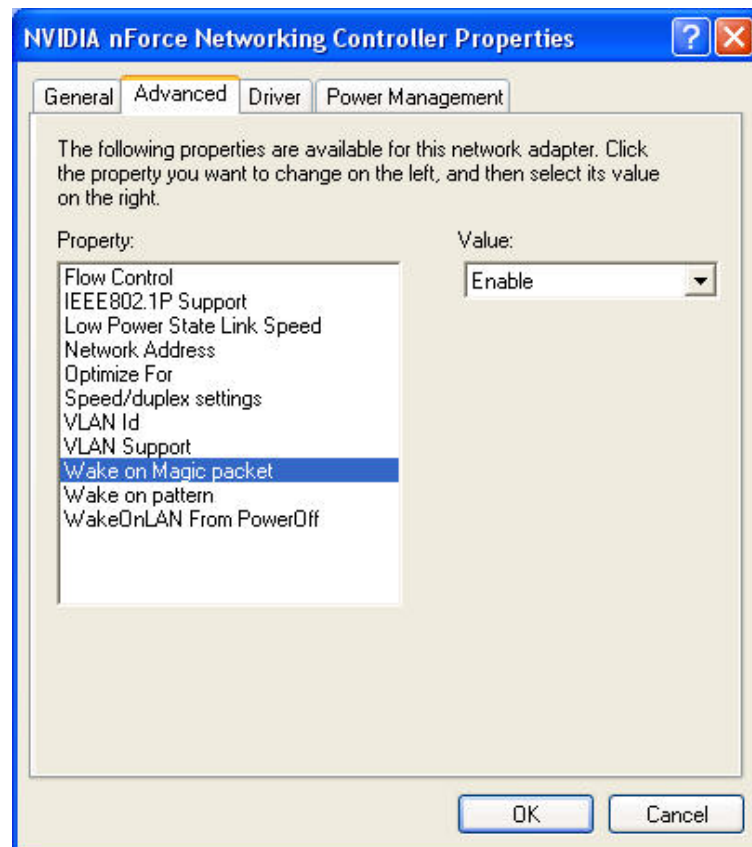 NVIDIA nForce Networking Controller Properties
General Advanced Driver Power Management
The following properties are available for this network adapter. Click
the property you want to change on the left, and then select its value
on the right.
Property:
Value:
Flow Control
IEEE802.1P Support
Low Power State Link Speed
Network Address
Optimize For
Speed/duplex settings
VLAN Id
VLAN Support
Wake on Magic packet
Wake on pattern
WakeOnLAN From PowerOff
Enable
OK
Cancel